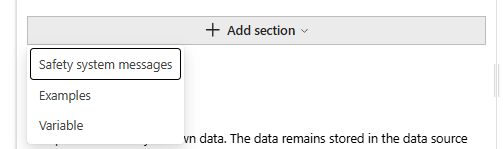 Add section
Safety system messages
Examples
Variable
wn data. The data remains stored in the data source